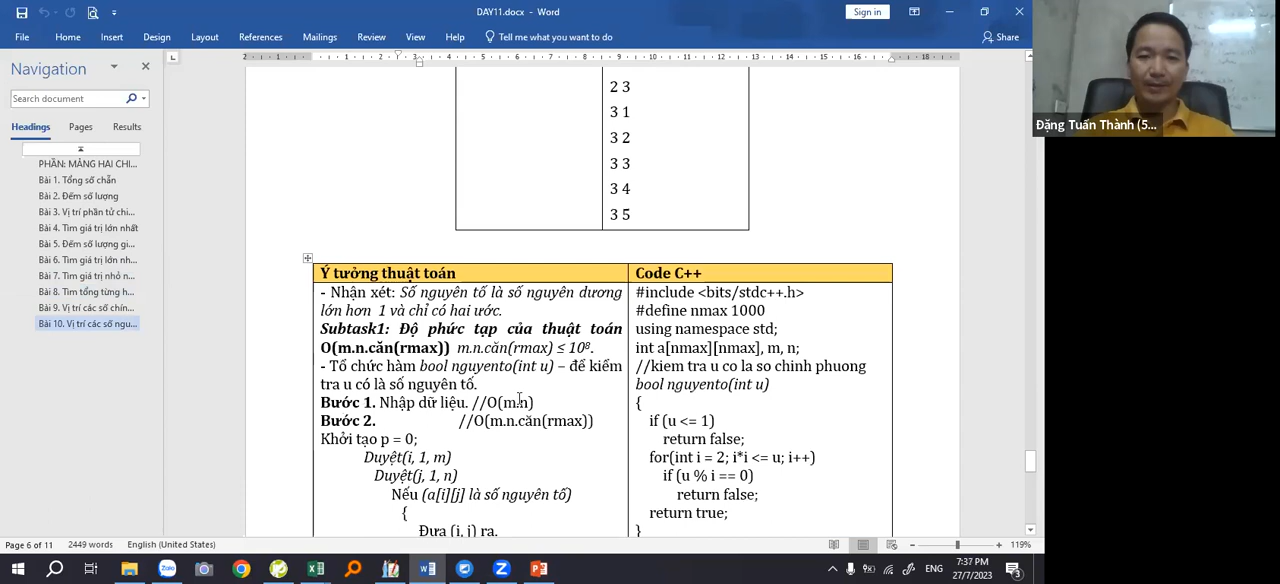 DAY11.docx - Word
Sign in
File Home Insert Design Layout References Mailings Review View Help Tell me what you want to do
Share
Navigation
Search document
Headings Pages Results
PHẦN: MẢNG HAI CHI...
Bài 1. Tổng số chẵn
Bài 2. Đếm số lượng
Bài 3. Vị trí phần tử chi...
Bài 4. Tìm giá trị lớn nhất
Bài 5. Đếm số lượng gi...
Bài 6. Tìm giá trị lớn nh...
Bài 7. Tìm giá trị nhỏ n...
Bài 8. Tìm tổng từng h...
Bài 9. Vị trí các số chín...
Bài 10. Vị trí các số ngu...
2 3
3 1
3 2
3 3
3 4
3 5
Ý tưởng thuật toán
- Nhận xét: Số nguyên tố là số nguyên dương
lớn hơn 1 và chỉ có hai ước.
Subtask1: Độ phức tạp của thuật toán
O(m.n.căn(rmax)) m.n.căn(rmax) ≤ 10⁸.
- Tổ chức hàm bool nguyento(int u) – để kiểm
tra u có là số nguyên tố.
Bước 1. Nhập dữ liệu. //O(m.n)
Bước 2. //O(m.n.căn(rmax))
Khởi tạo p = 0;
Duyệt(i, 1, m)
Duyệt(j, 1, n)
Nếu (a[i][j] là số nguyên tố)
{
Đưa (i, j) ra.
Code C++
#include <bits/stdc++.h>
#define nmax 1000
using namespace std;
int a[nmax][nmax], m, n;
//kiem tra u co la so chinh phuong
bool nguyento(int u)
{
if (u <= 1)
return false;
for(int i = 2; i*i <= u; i++)
if (u % i == 0)
return false;
return true;
}
Đặng Tuấn Thành (5...
Page 6 of 11 2449 words English (United States)
119%
ENG
7:37 PM
27/7/2023